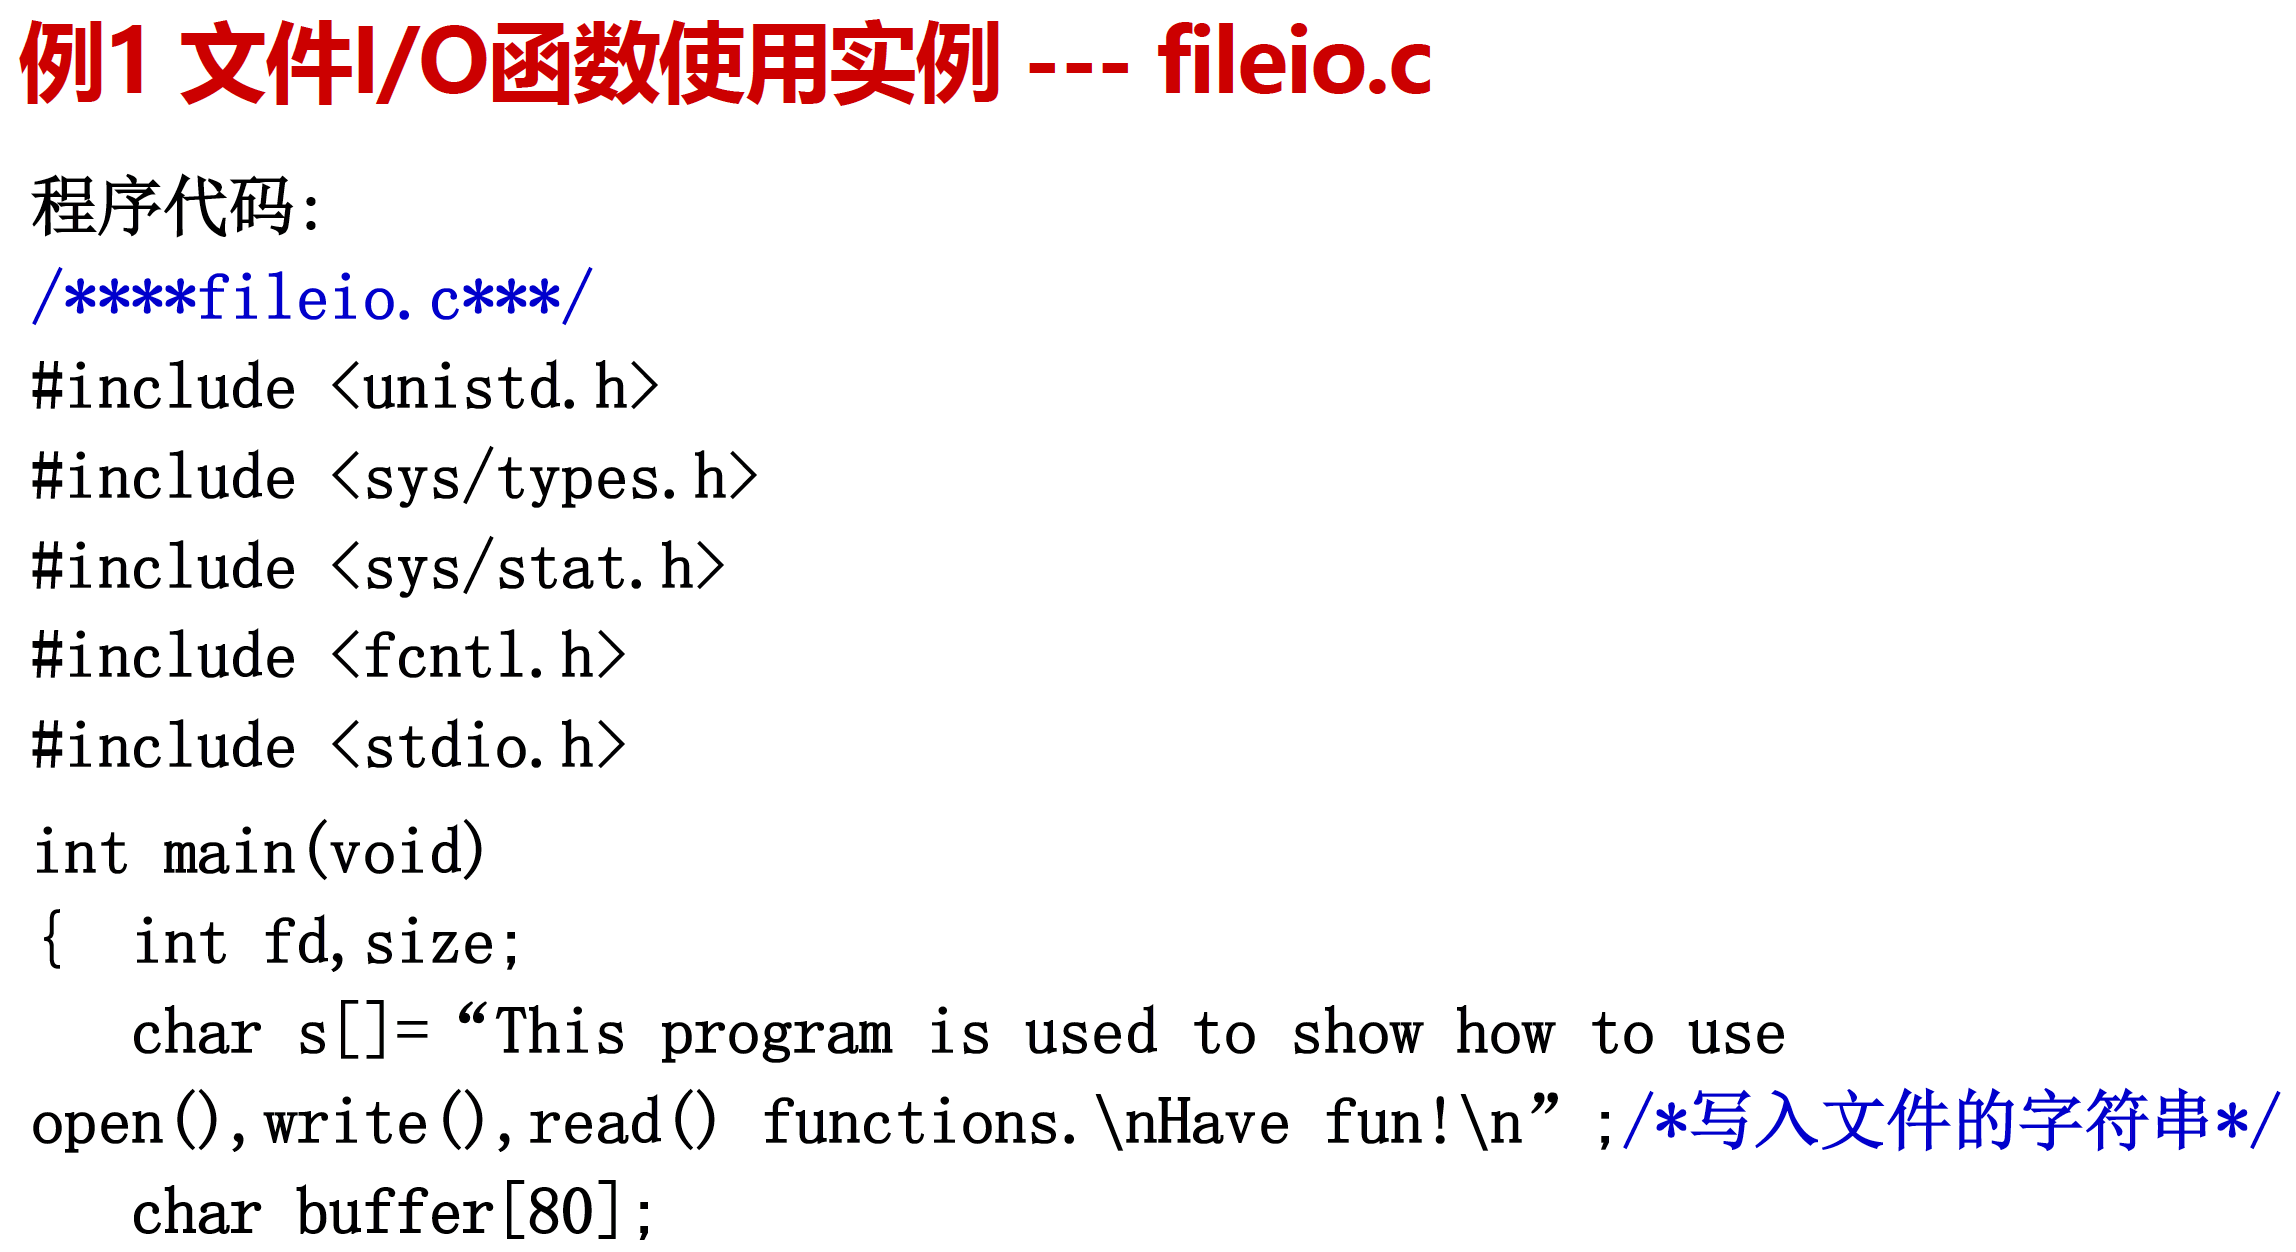 例1 文件I/O函数使用实例 --- fileio.c
程序代码:
/****fileio.c***/
#include <unistd.h>
#include <sys/types.h>
#include <sys/stat.h>
#include <fcntl.h>
#include <stdio.h>
int main(void)
{  int fd,size;
   char s[]=“This program is used to show how to use
open(),write(),read() functions.\nHave fun!\n”;/*写入文件的字符串*/
   char buffer[80];